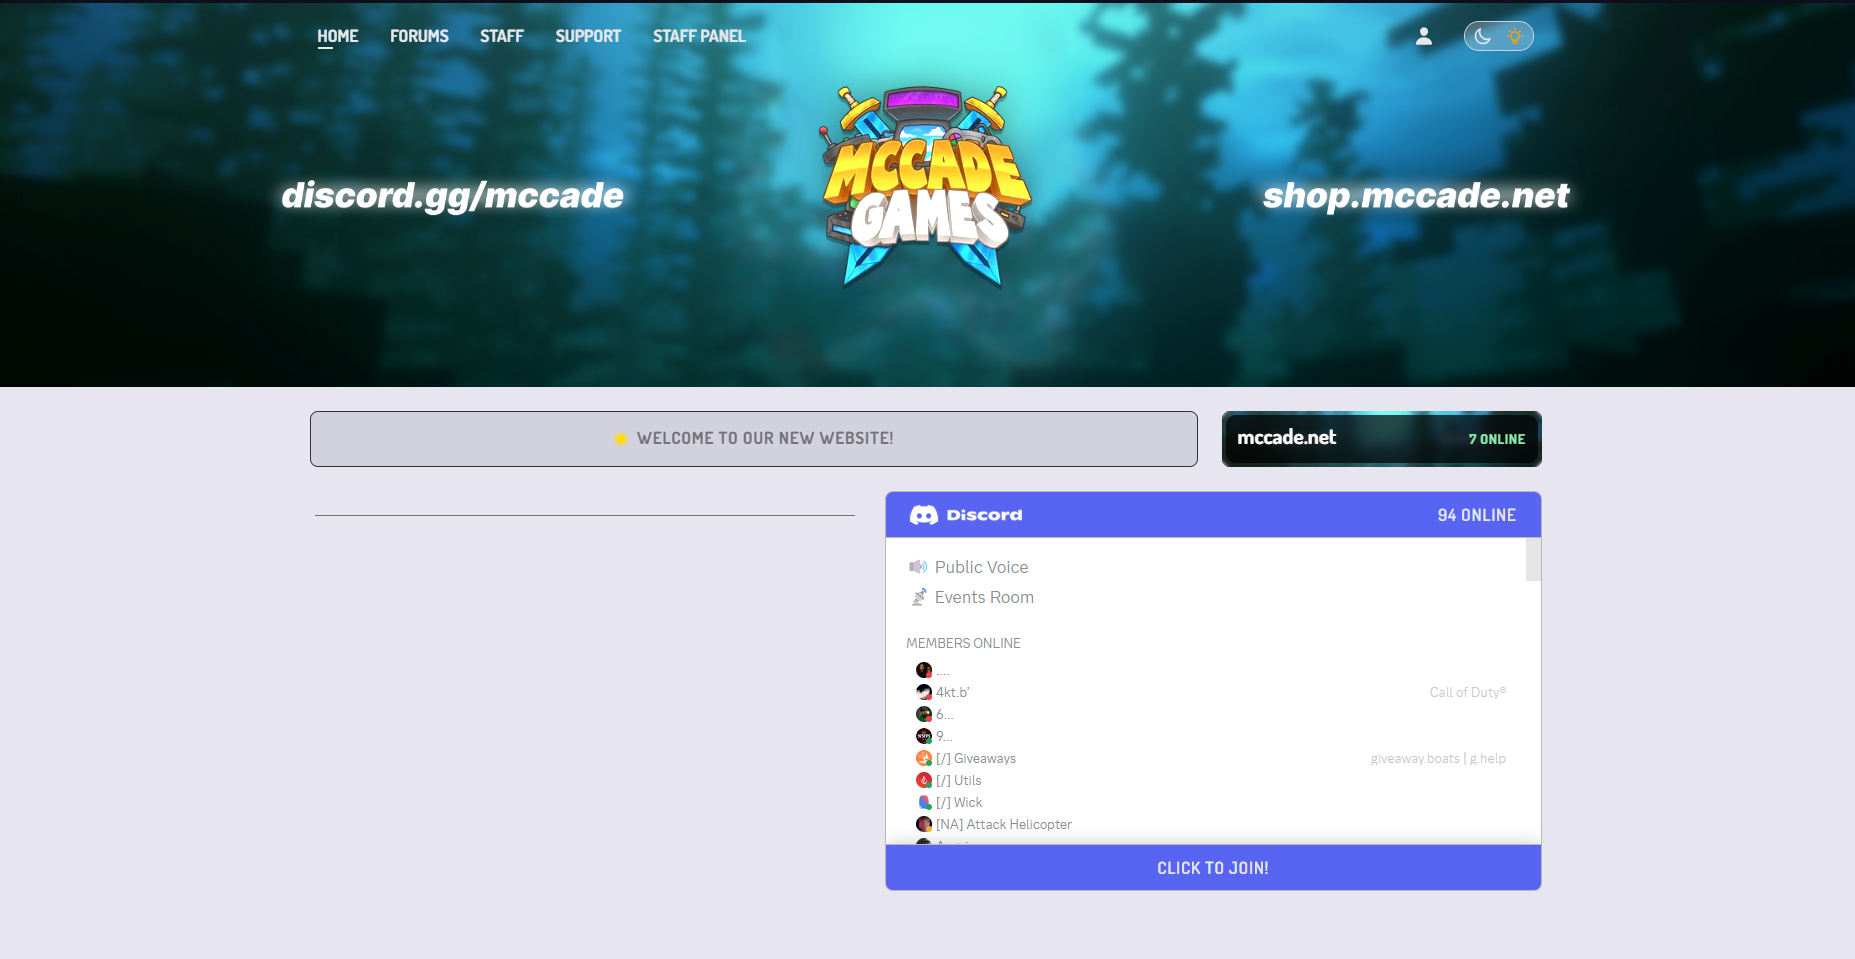 HOME FORUMS STAFF SUPPORT STAFF PANEL
MCCADE
GAMES
discord.gg/mccade
shop.mccade.net
WELCOME TO OUR NEW WEBSITE!
mccade.net 7 ONLINE
Discord 94 ONLINE
Public Voice
Events Room
MEMBERS ONLINE
....
4kt.b’ Call of Duty®
6...
9...
[/] Giveaways giveaway.boats | g.help
[/] Utils
[/] Wick
[NA] Attack Helicopter
CLICK TO JOIN!